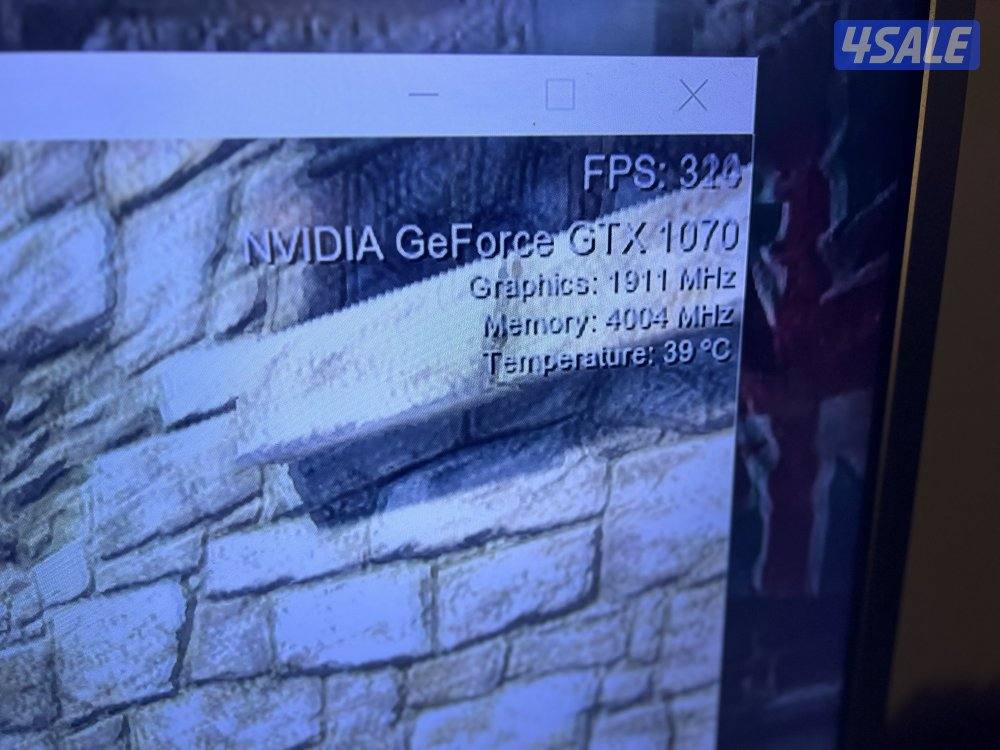 4SALE
FPS:
NVIDIA GeForce GTX 1070
Graphics: 1911 MHz
Memory: 4004 MHz
Temperature: 39 °C